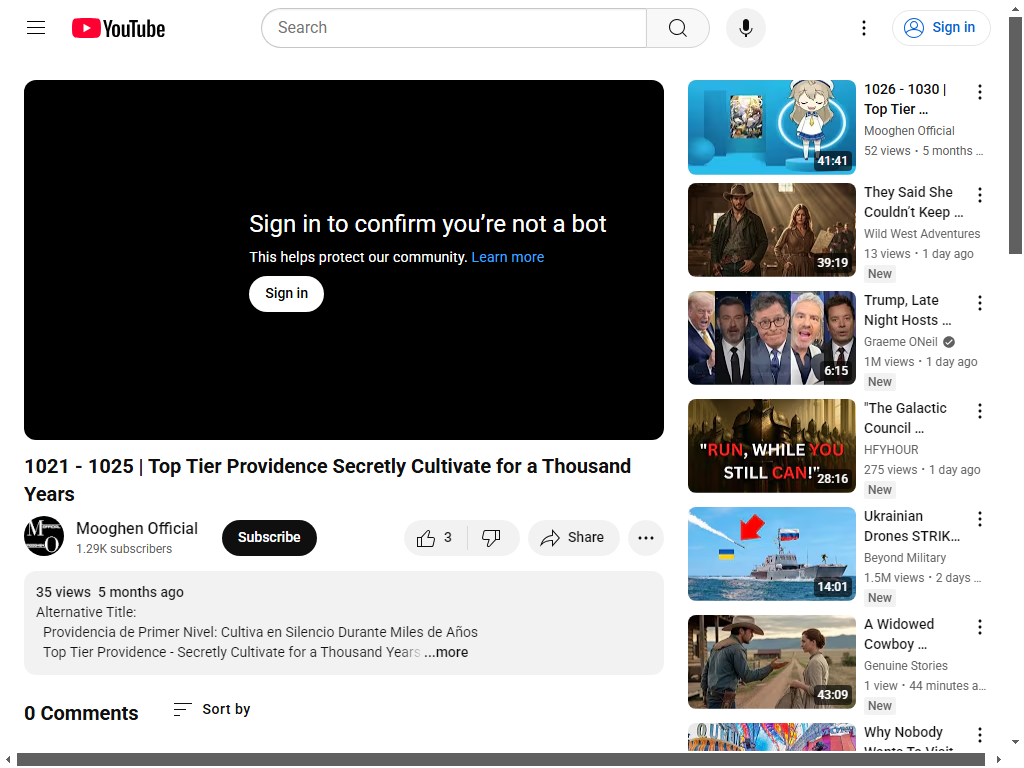 YouTube
Search
Sign in
Sign in to confirm you’re not a bot
This helps protect our community. Learn more
Sign in
1021 - 1025 | Top Tier Providence Secretly Cultivate for a Thousand
Years
Mooghen Official
1.29K subscribers
Subscribe
3
Share
35 views 5 months ago
Alternative Title:
Providencia de Primer Nivel: Cultiva en Silencio Durante Miles de Años
Top Tier Providence - Secretly Cultivate for a Thousand Years ...more
0 Comments
Sort by
41:41
1026 - 1030 |
Top Tier ...
Mooghen Official
52 views • 5 months ...
39:19
They Said She
Couldn't Keep ...
Wild West Adventures
13 views • 1 day ago
New
6:15
Trump, Late
Night Hosts ...
Graeme ONeil
1M views • 1 day ago
New
"RUN, WHILE YOU
STILL CAN!"
28:16
"The Galactic
Council ...
HFYHOUR
275 views • 1 day ago
New
14:01
Ukrainian
Drones STRIK...
Beyond Military
1.5M views • 2 days ...
New
43:09
A Widowed
Cowboy ...
Genuine Stories
1 view • 44 minutes a...
New
Why Nobody
Wants To Visit